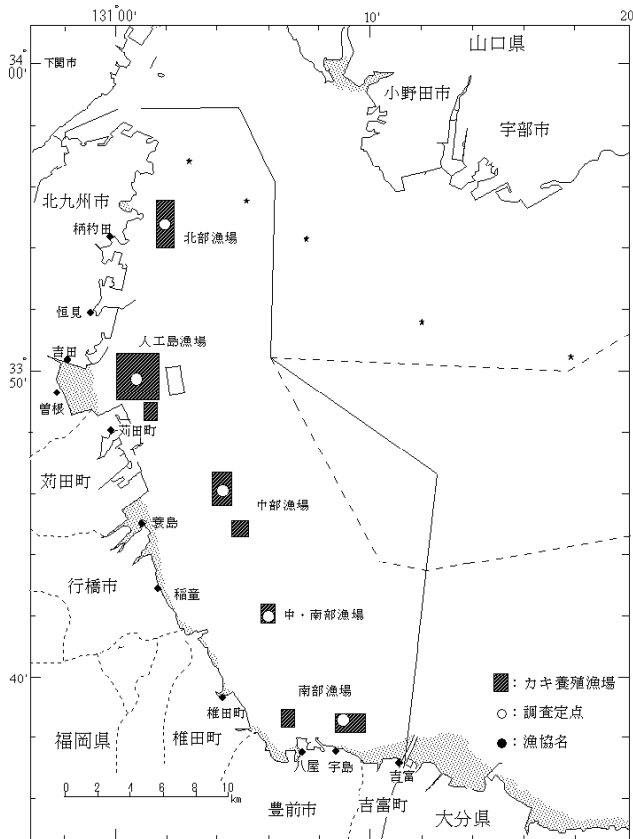 131 00'
10'
20
34
00'
下関市
山口県
小野田市
宇部市
北九州市
柄杓田
北部漁場
恒見
人工島漁場
吉田
33
50'
曽根
苅田町
苅田町
中部漁場
蓑島
行橋市
稲童
中・南部漁場
40'
南部漁場
: カキ養殖漁場
: 調査定点
: 漁協名
椎田町
福岡県
椎田町
八屋
宇島
吉富
0 2 4 6 8 10
km
豊前市
吉富町
大分県